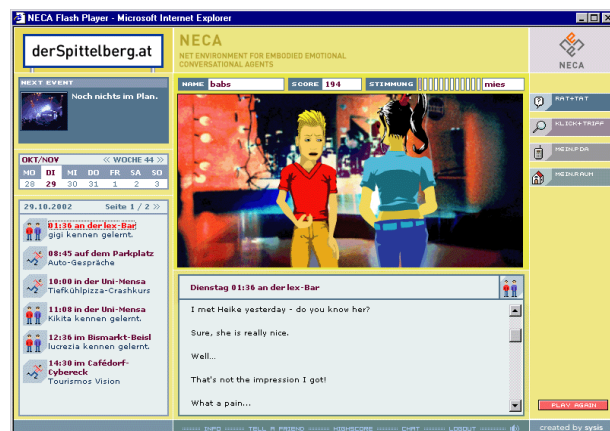 NECA Flash Player - Microsoft Internet Explorer
derSpittelberg.at
NECA
NET ENVIRONMENT FOR EMBODIED EMOTIONAL
CONVERSATIONAL AGENTS
NECA
NEXT EVENT
Noch nichts im Plan.
NAME babs SCORE 194 STIMMUNG mies
RAT+TAT
KLICK+TRIFF
MEIN.PDA
MEIN.RAUM
OKT/NOV << WOCHE 44 >>
MO DI MI DO FR SA SO
28 29 30 31 1 2 3
29.10.2002 Seite 1 / 2 >>
01:36 an der lex-Bar
gigi kennen gelernt.
08:45 auf dem Parkplatz
Auto-Gespräche
10:00 in der Uni-Mensa
Tiefkühlpizza-Crashkurs
11:08 in der Uni-Mensa
Kikita kennen gelernt.
12:36 im Bismarkt-Beisl
lucrezia kennen gelernt.
14:30 im Cafédorf-
Cybereck
Tourismos Vision
Dienstag 01:36 an der lex-Bar
I met Heike yesterday - do you know her?
Sure, she is really nice.
Well...
That's not the impression I got!
What a pain...
PLAY AGAIN
INFO TELL A FRIEND HIGHSCORE CHAT LOGOUT
created by sysis